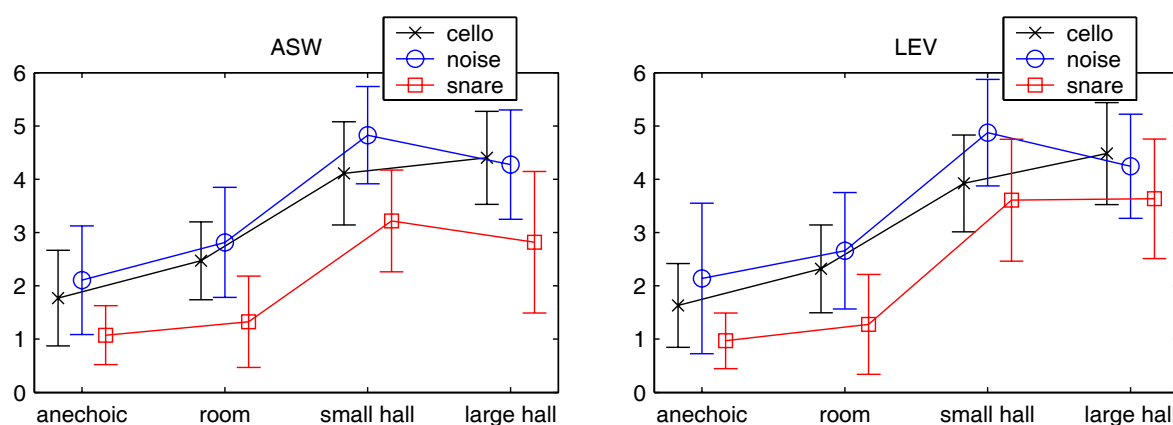 ASW
cello
noise
snare
6
5
4
3
2
1
0
anechoic room small hall large hall
LEV
cello
noise
snare
6
5
4
3
2
1
0
anechoic room small hall large hal